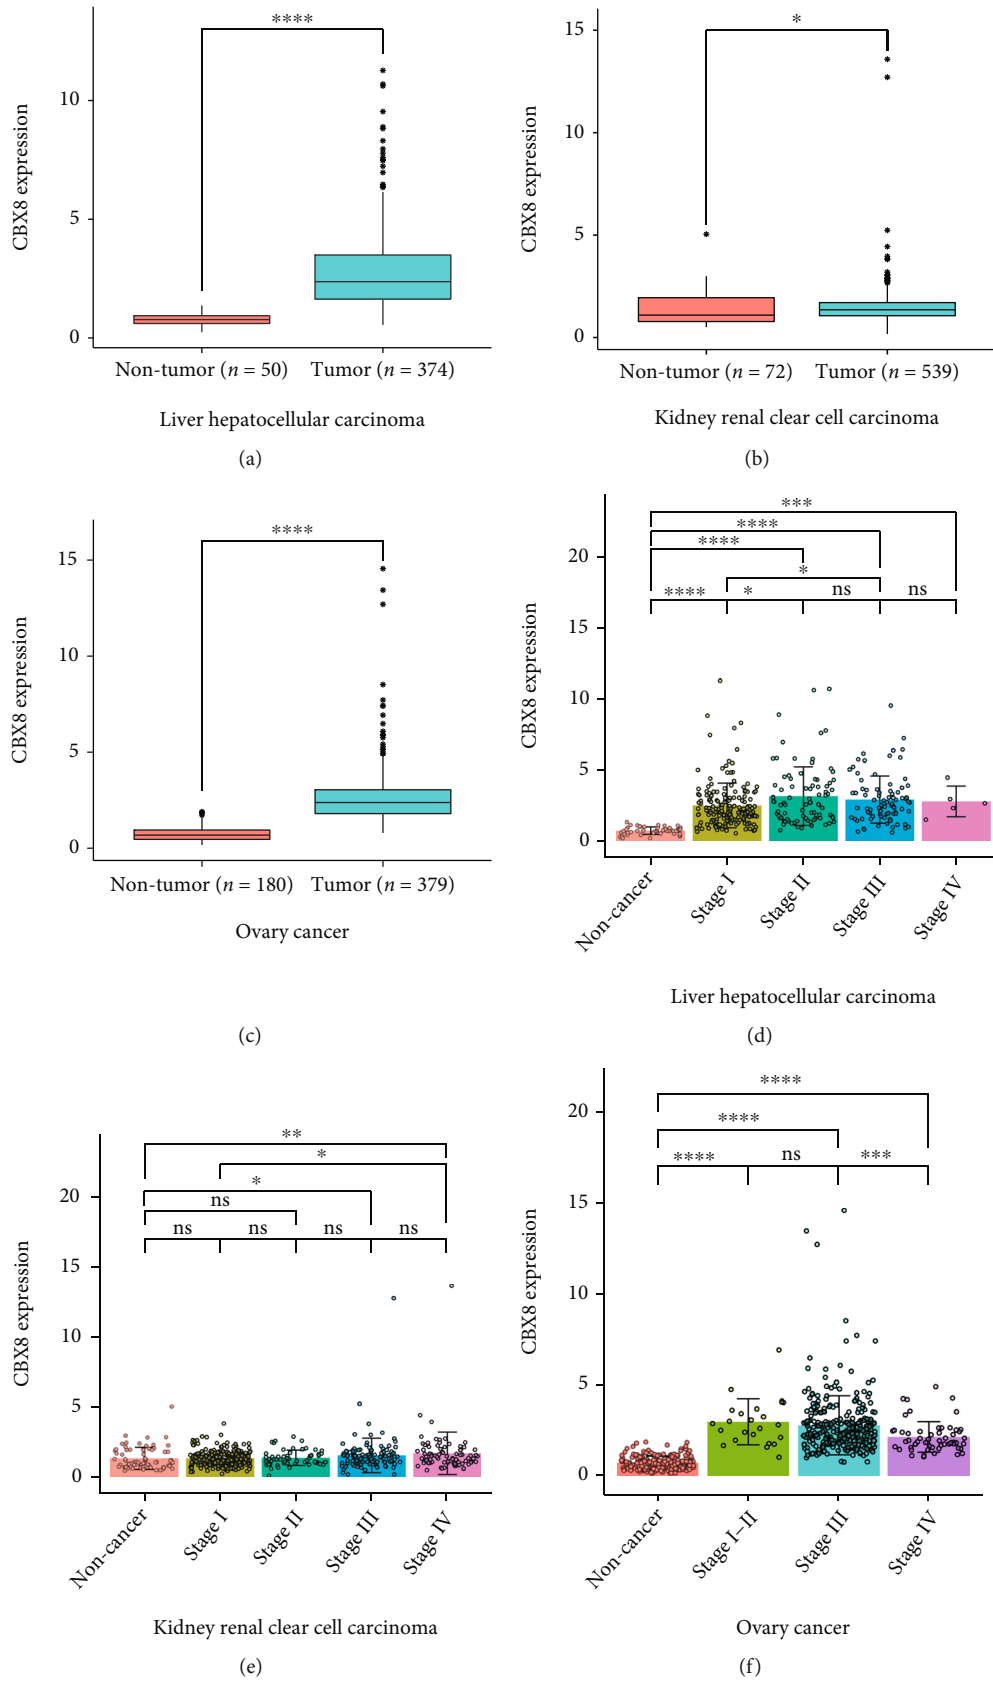 CBX8 expression
10
5
0
****
Non-tumor (n = 50) Tumor (n = 374)
Liver hepatocellular carcinoma
(a)
CBX8 expression
15
10
5
0
*
Non-tumor (n = 72) Tumor (n = 539)
Kidney renal clear cell carcinoma
(b)
CBX8 expression
15
10
5
0
****
Non-tumor (n = 180) Tumor (n = 379)
Ovary cancer
(c)
CBX8 expression
20
15
10
5
0
***
****
****
*
**** * ns ns
Non-cancer
Stage I
Stage II
Stage III
Stage IV
Liver hepatocellular carcinoma
(d)
CBX8 expression
20
15
10
5
0
**
*
*
ns
ns ns ns ns
Non-cancer
Stage I
Stage II
Stage III
Stage IV
Kidney renal clear cell carcinoma
(e)
CBX8 expression
20
15
10
5
0
****
****
**** ns ***
Non-cancer
Stage I–II
Stage III
Stage IV
Ovary cancer
(f)